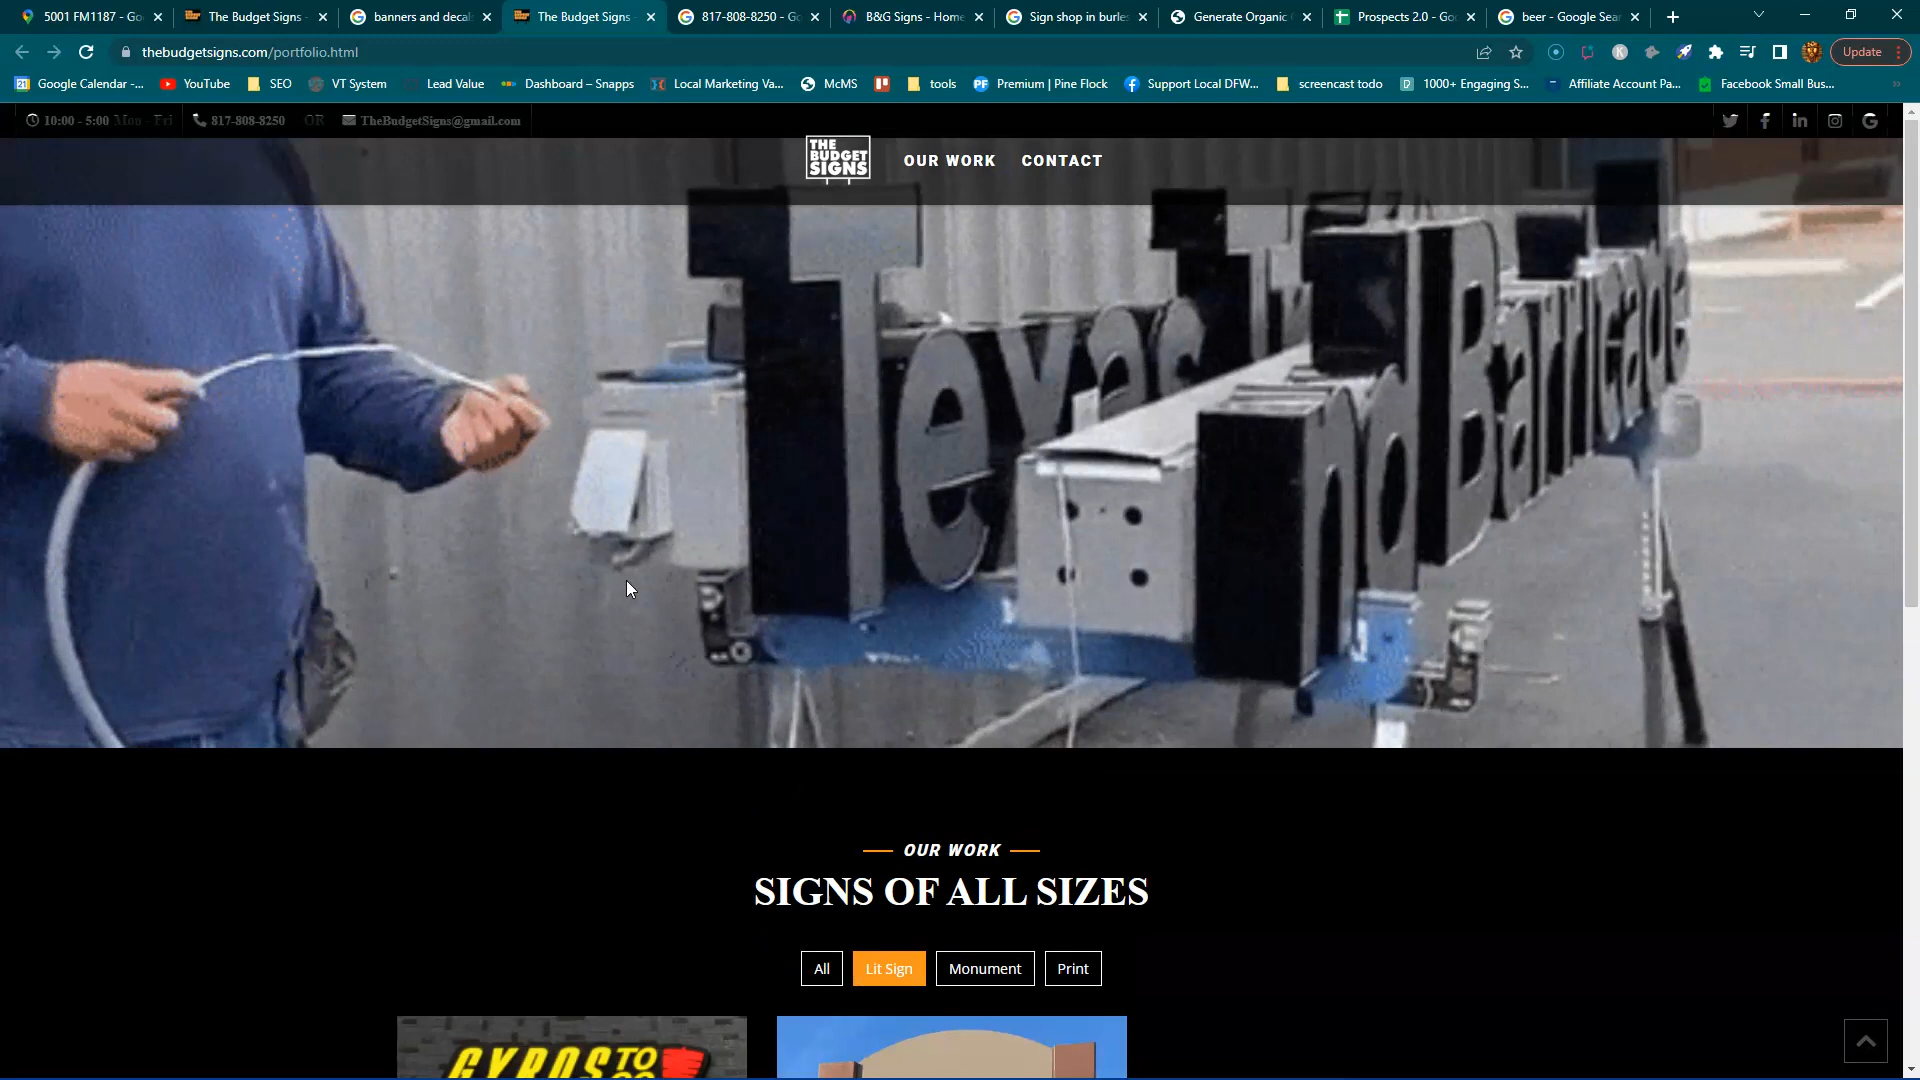 5001 FM1187 - Go
The Budget Signs -
banners and decal
The Budget Signs -
817-808-8250 - Go
B&G Signs - Home
Sign shop in burles
Generate Organic
Prospects 2.0 - Goo
beer - Google Sear
thebudgetsigns.com/portfolio.html
Update
Google Calendar -...
YouTube
SEO
VT System
Lead Value
Dashboard – Snapps
Local Marketing Va...
McMS
tools
Premium | Pine Flock
Support Local DFW...
screencast todo
1000+ Engaging S...
Affiliate Account Pa...
Facebook Small Bus...
10:00 - 5:00 Mon - Fri
817-808-8250 OR TheBudgetSigns@gmail.com
THE
BUDGET
SIGNS
OUR WORK
CONTACT
Texas
nd Barricade
OUR WORK
SIGNS OF ALL SIZES
All
Lit Sign
Monument
Print
GYROS TO
GO